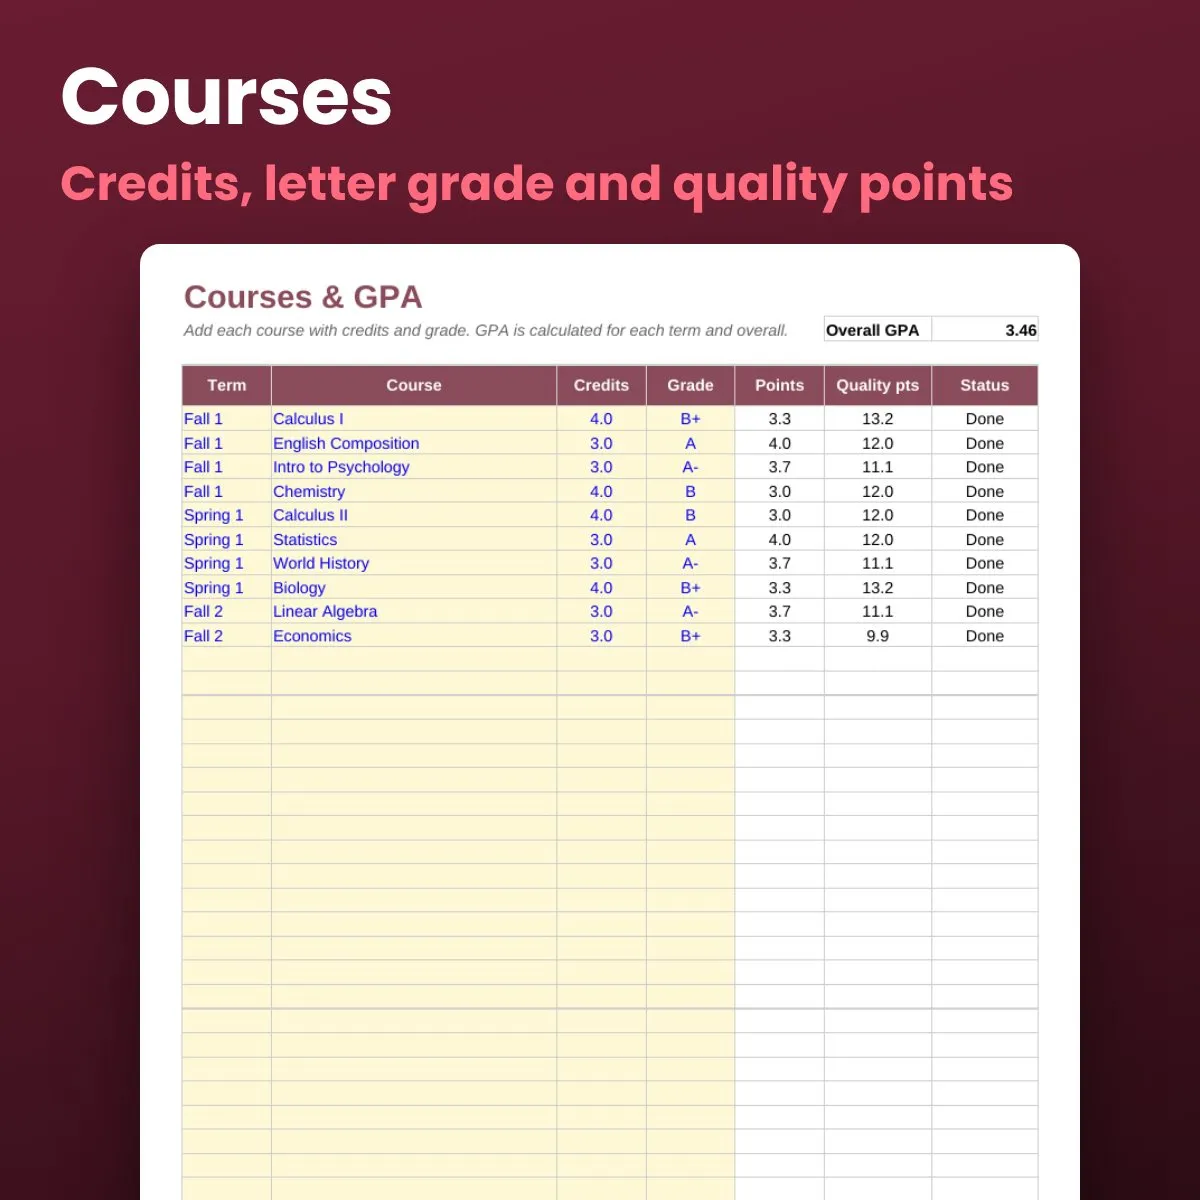 Courses
Credits, letter grade and quality points
Courses & GPA
Add each course with credits and grade. GPA is calculated for each term and overall. Overall GPA 3.46
Term Course Credits Grade Points Quality pts Status
Fall 1 Calculus I 4.0 B+ 3.3 13.2 Done
Fall 1 English Composition 3.0 A 4.0 12.0 Done
Fall 1 Intro to Psychology 3.0 A- 3.7 11.1 Done
Fall 1 Chemistry 4.0 B 3.0 12.0 Done
Spring 1 Calculus II 4.0 B 3.0 12.0 Done
Spring 1 Statistics 3.0 A 4.0 12.0 Done
Spring 1 World History 3.0 A- 3.7 11.1 Done
Spring 1 Biology 4.0 B+ 3.3 13.2 Done
Fall 2 Linear Algebra 3.0 A- 3.7 11.1 Done
Fall 2 Economics 3.0 B+ 3.3 9.9 Done